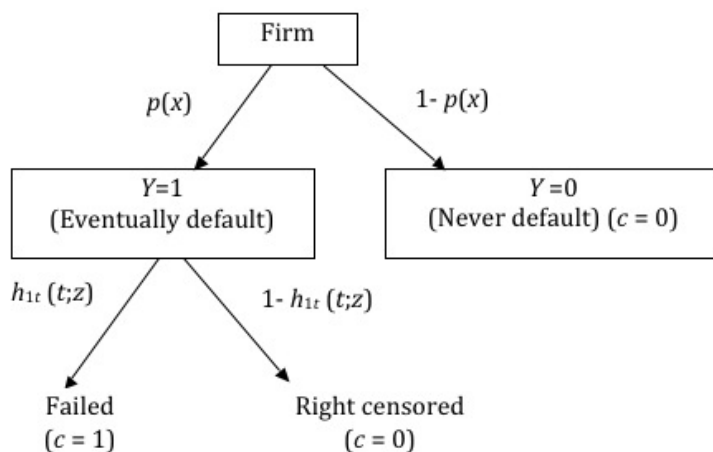 Firm
p(x)
1- p(x)
Y=1
(Eventually default)
Y=0
(Never default) (c = 0)
h1t (t;z)
1- h1t (t;z)
Failed
(c = 1)
Right censored
(c = 0)